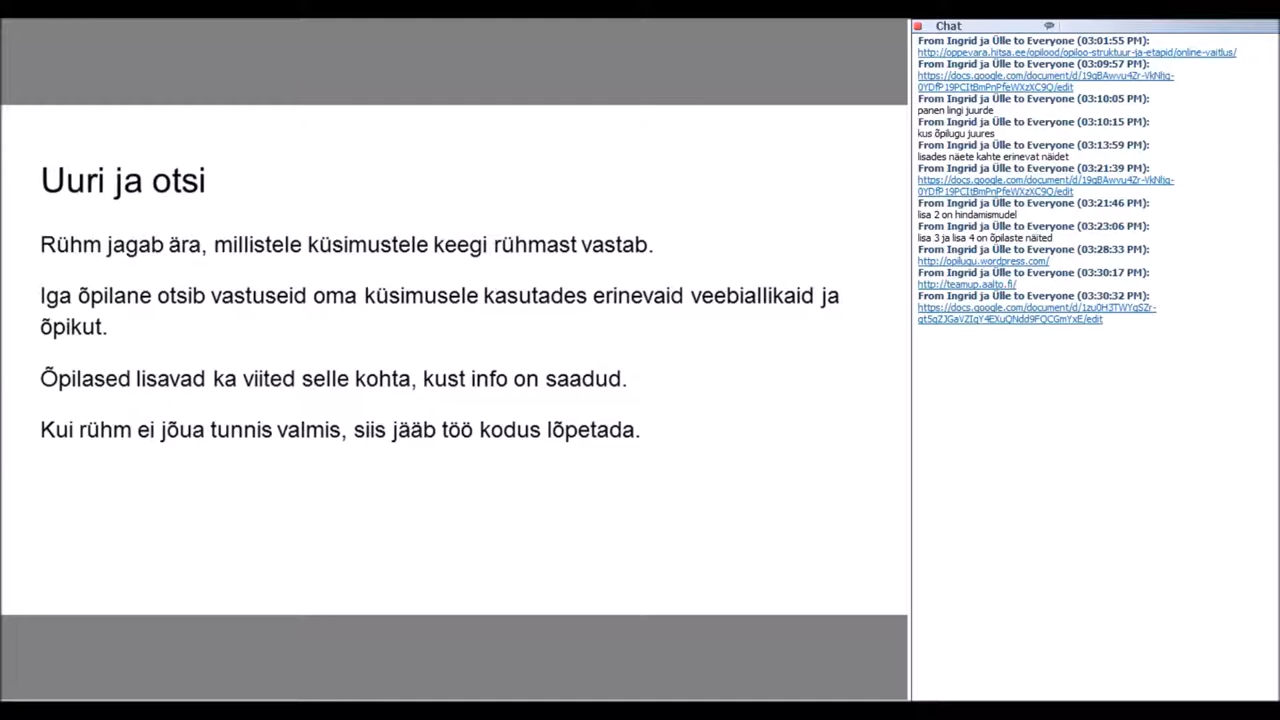 Uuri ja otsi
Rühm jagab ära, millistele küsimustele keegi rühmast vastab.
Iga õpilane otsib vastuseid oma küsimusele kasutades erinevaid veebiallikaid ja
õpikut.
Õpilased lisavad ka viited selle kohta, kust info on saadud.
Kui rühm ei jõua tunnis valmis, siis jääb töö kodus lõpetada.
Chat
From Ingrid ja Ülle to Everyone (03:01:55 PM):
http://oppevara.hitsa.ee/opilood/opiloo-struktuur-ja-etapid/online-vaitlus/
From Ingrid ja Ülle to Everyone (03:09:57 PM):
From Ingrid ja Ülle to Everyone (03:10:05 PM):
panen lingi juurde
From Ingrid ja Ülle to Everyone (03:10:15 PM):
kus õpilugu juures
From Ingrid ja Ülle to Everyone (03:13:59 PM):
lisades näete kahte erinevat näidet
From Ingrid ja Ülle to Everyone (03:21:39 PM):
From Ingrid ja Ülle to Everyone (03:21:46 PM):
lisa 2 on hindamismudel
From Ingrid ja Ülle to Everyone (03:23:06 PM):
lisa 3 ja lisa 4 on õpilaste näited
From Ingrid ja Ülle to Everyone (03:28:33 PM):
http://opilugu.wordpress.com/
From Ingrid ja Ülle to Everyone (03:30:17 PM):
http://teamup.aalto.fi/
From Ingrid ja Ülle to Everyone (03:30:32 PM):